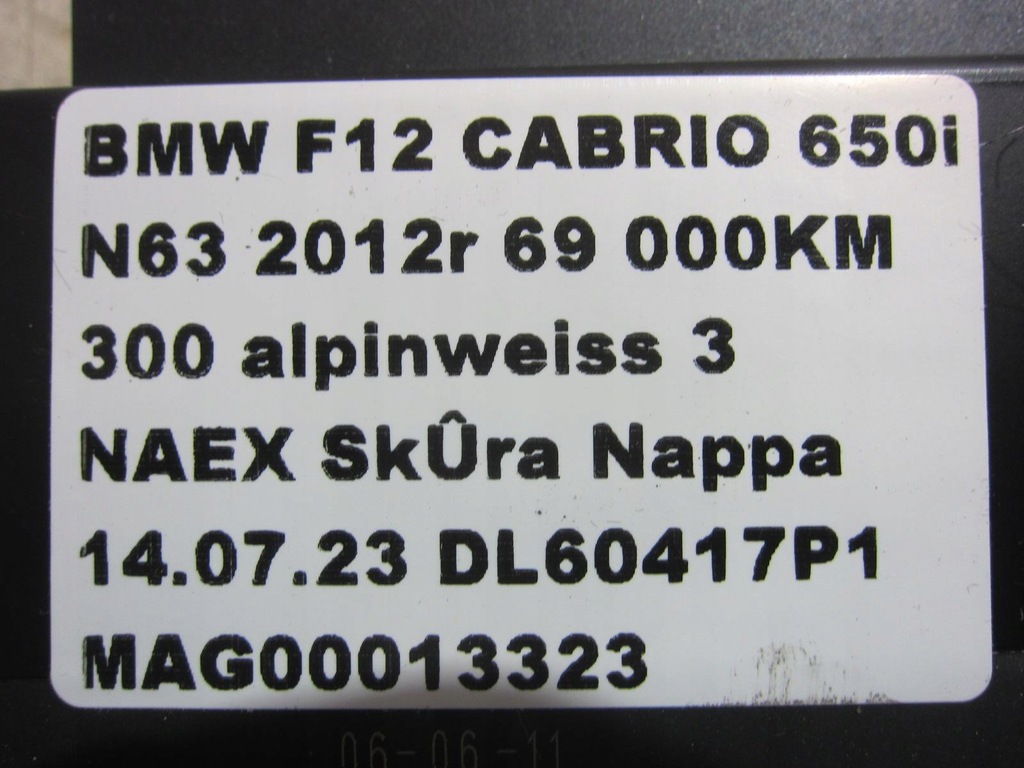 BMW F12 CABRIO 650i
N63 2012r 69 000KM
300 alpinweiss 3
NAEX SkÛra Nappa
14.07.23 DL60417P1
MAG00013323
06-06-11